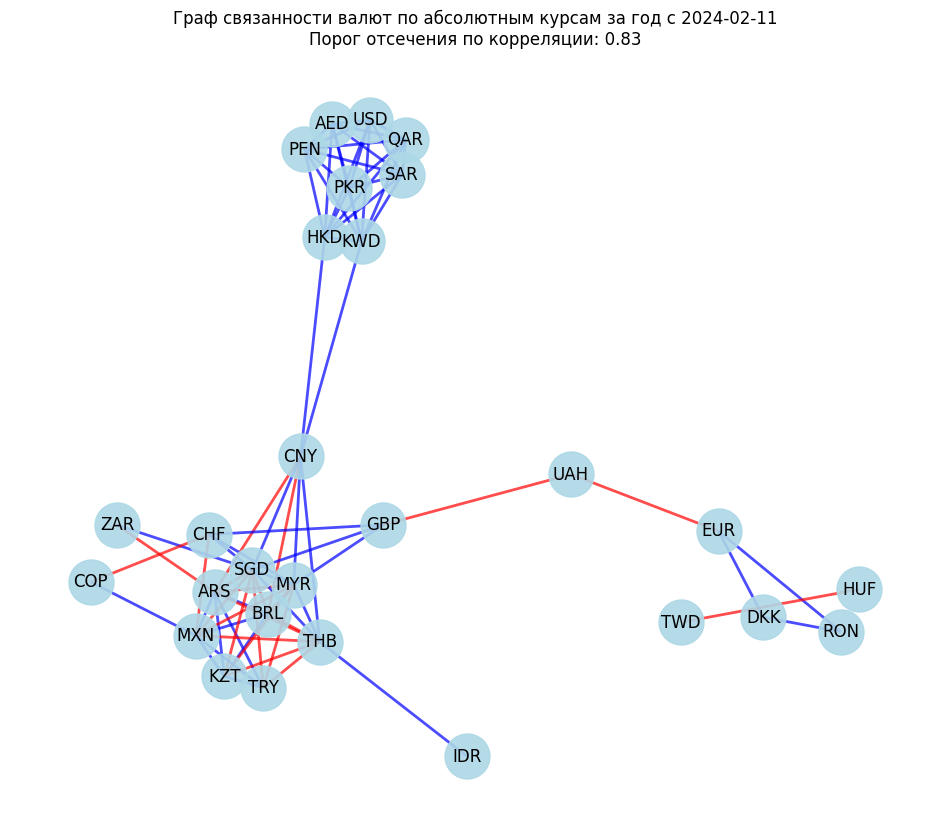 Граф связанности валют по абсолютным курсам за год с 2024-02-11
Порог отсечения по корреляции: 0.83
USD
AED
QAR
PEN
SAR
PKR
HKD
KWD
CNY
UAH
ZAR
GBP
EUR
CHF
SGD
COP
MYR
HUF
ARS
BRL
DKK
TWD
RON
MXN
THB
KZT
TRY
IDR